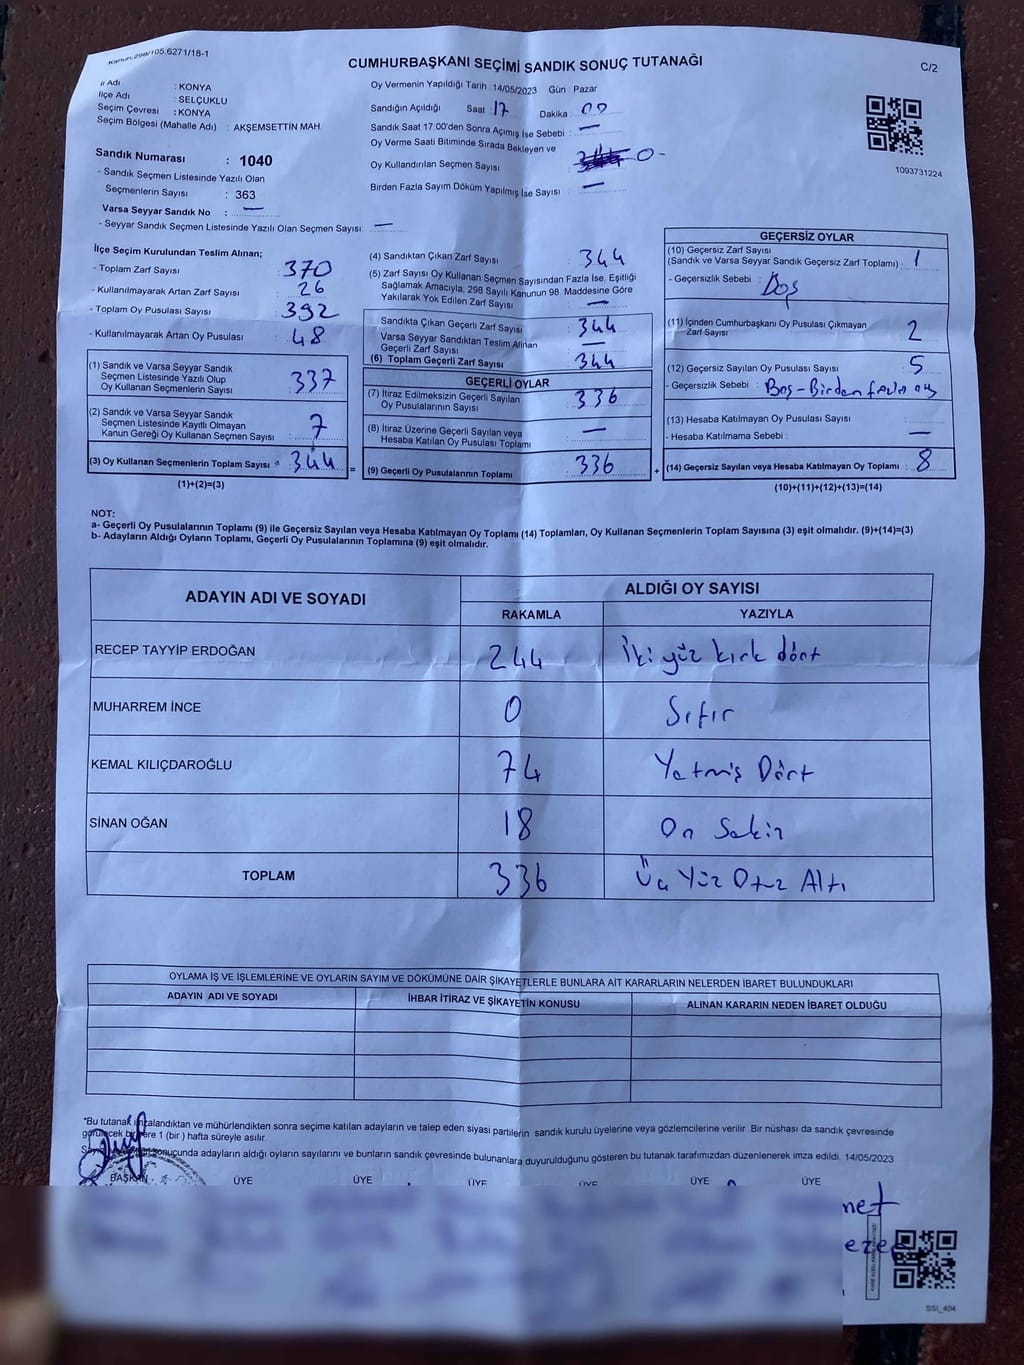 Kanun 298/105,6271/18-1
CUMHURBAŞKANI SEÇİMİ SANDIK SONUÇ TUTANAĞI
C/2
İl Adı : KONYA
İlçe Adı : SELÇUKLU
Seçim Çevresi : KONYA
Seçim Bölgesi (Mahalle Adı) : AKŞEMSETTİN MAH
Sandık Numarası : 1040
- Sandık Seçmen Listesinde Yazılı Olan
Seçmenlerin Sayısı : 363
Varsa Seyyar Sandık No : —
- Seyyar Sandık Seçmen Listesinde Yazılı Olan Seçmen Sayısı: —
Oy Vermenin Yapıldığı Tarih : 14/05/2023 Gün : Pazar
Sandığın Açıldığı Saat 17 Dakika : 00
Sandık Saat 17:00'den Sonra Açımış İse Sebebi : —
Oy Verme Saati Bitiminde Sırada Bekleyen ve
Oy Kullandırılan Seçmen Sayısı : 0-
Birden Fazla Sayım Döküm Yapılmış İse Sayısı : —
1093731224
İlçe Seçim Kurulundan Teslim Alınan;
- Toplam Zarf Sayısı : 370
- Kullanılmayarak Artan Zarf Sayısı : 26
- Toplam Oy Pusulası Sayısı : 392
- Kullanılmayarak Artan Oy Pusulası : 48
(1) Sandık ve Varsa Seyyar Sandık
Seçmen Listesinde Yazılı Olup
Oy Kullanan Seçmenlerin Sayısı : 337
(2) Sandık ve Varsa Seyyar Sandık
Seçmen Listesinde Kayıtlı Olmayan
Kanun Gereği Oy Kullanan Seçmen Sayısı : 7
(3) Oy Kullanan Seçmenlerin Toplam Sayısı : 344 =
(1)+(2)=(3)
(4) Sandıktan Çıkan Zarf Sayısı : 344
(5) Zarf Sayısı Oy Kullanan Seçmen Sayısından Fazla İse, Eşitliği
Sağlamak Amacıyla, 298 Sayılı Kanunun 98. Maddesine Göre
Yakılarak Yok Edilen Zarf Sayısı : —
Sandıkta Çıkan Geçerli Zarf Sayısı : 344
Varsa Seyyar Sandıktan Teslim Alınan
Geçerli Zarf Sayısı : —
(6) Toplam Geçerli Zarf Sayısı : 344
GEÇERLİ OYLAR
(7) İtiraz Edilmeksizin Geçerli Sayılan
Oy Pusulalarının Sayısı : 336
(8) İtiraz Üzerine Geçerli Sayılan veya
Hesaba Katılan Oy Pusulası Toplamı : —
(9) Geçerli Oy Pusulalarının Toplamı : 336 +
GEÇERSİZ OYLAR
(10) Geçersiz Zarf Sayısı
(Sandık ve Varsa Seyyar Sandık Geçersiz Zarf Toplamı) : 1
- Geçersizlik Sebebi : Boş
(11) İçinden Cumhurbaşkanı Oy Pusulası Çıkmayan
Zarf Sayısı : 2
(12) Geçersiz Sayılan Oy Pusulası Sayısı : 5
- Geçersizlik Sebebi : Boş-Birden fazla oy
(13) Hesaba Katılmayan Oy Pusulası Sayısı : —
- Hesaba Katılmama Sebebi :
(14) Geçersiz Sayılan veya Hesaba Katılmayan Oy Toplamı : 8
(10)+(11)+(12)+(13)=(14)
NOT:
a- Geçerli Oy Pusulalarının Toplamı (9) ile Geçersiz Sayılan veya Hesaba Katılmayan Oy Toplamı (14) Toplamları, Oy Kullanan Seçmenlerin Toplam Sayısına (3) eşit olmalıdır. (9)+(14)=(3)
b- Adayların Aldığı Oyların Toplamı, Geçerli Oy Pusulalarının Toplamına (9) eşit olmalıdır.
ADAYIN ADI VE SOYADI
ALDIĞI OY SAYISI
RAKAMLA YAZIYLA
RECEP TAYYİP ERDOĞAN 244 İki yüz kırk dört
MUHARREM İNCE 0 Sıfır
KEMAL KILIÇDAROĞLU 74 Yetmiş Dört
SİNAN OĞAN 18 On Sekiz
TOPLAM 336 Üç Yüz Otuz Altı
OYLAMA İŞ VE İŞLEMLERİNE VE OYLARIN SAYIM VE DÖKÜMÜNE DAİR ŞİKAYETLERLE BUNLARA AİT KARARLARIN NELERDEN İBARET BULUNDUKLARI
ADAYIN ADI VE SOYADI İHBAR İTİRAZ VE ŞİKAYETİN KONUSU ALINAN KARARIN NEDEN İBARET OLDUĞU
*Bu tutanak imzalandıktan ve mühürlendikten sonra seçime katılan adayların ve talep eden siyasi partilerin sandık kurulu üyelerine veya gözlemcilerine verilir. Bir nüshası da sandık çevresinde
görülecek bir yere 1 (bir) hafta süreyle asılır.
sonuçunda adayların aldığı oyların sayılarını ve bunların sandık çevresinde bulunanlara duyurulduğunu gösteren bu tutanak tarafımızdan düzenlenerek imza edildi. 14/05/2023
BAŞKAN ÜYE ÜYE ÜYE ÜYE ÜYE ÜYE
SSI_404